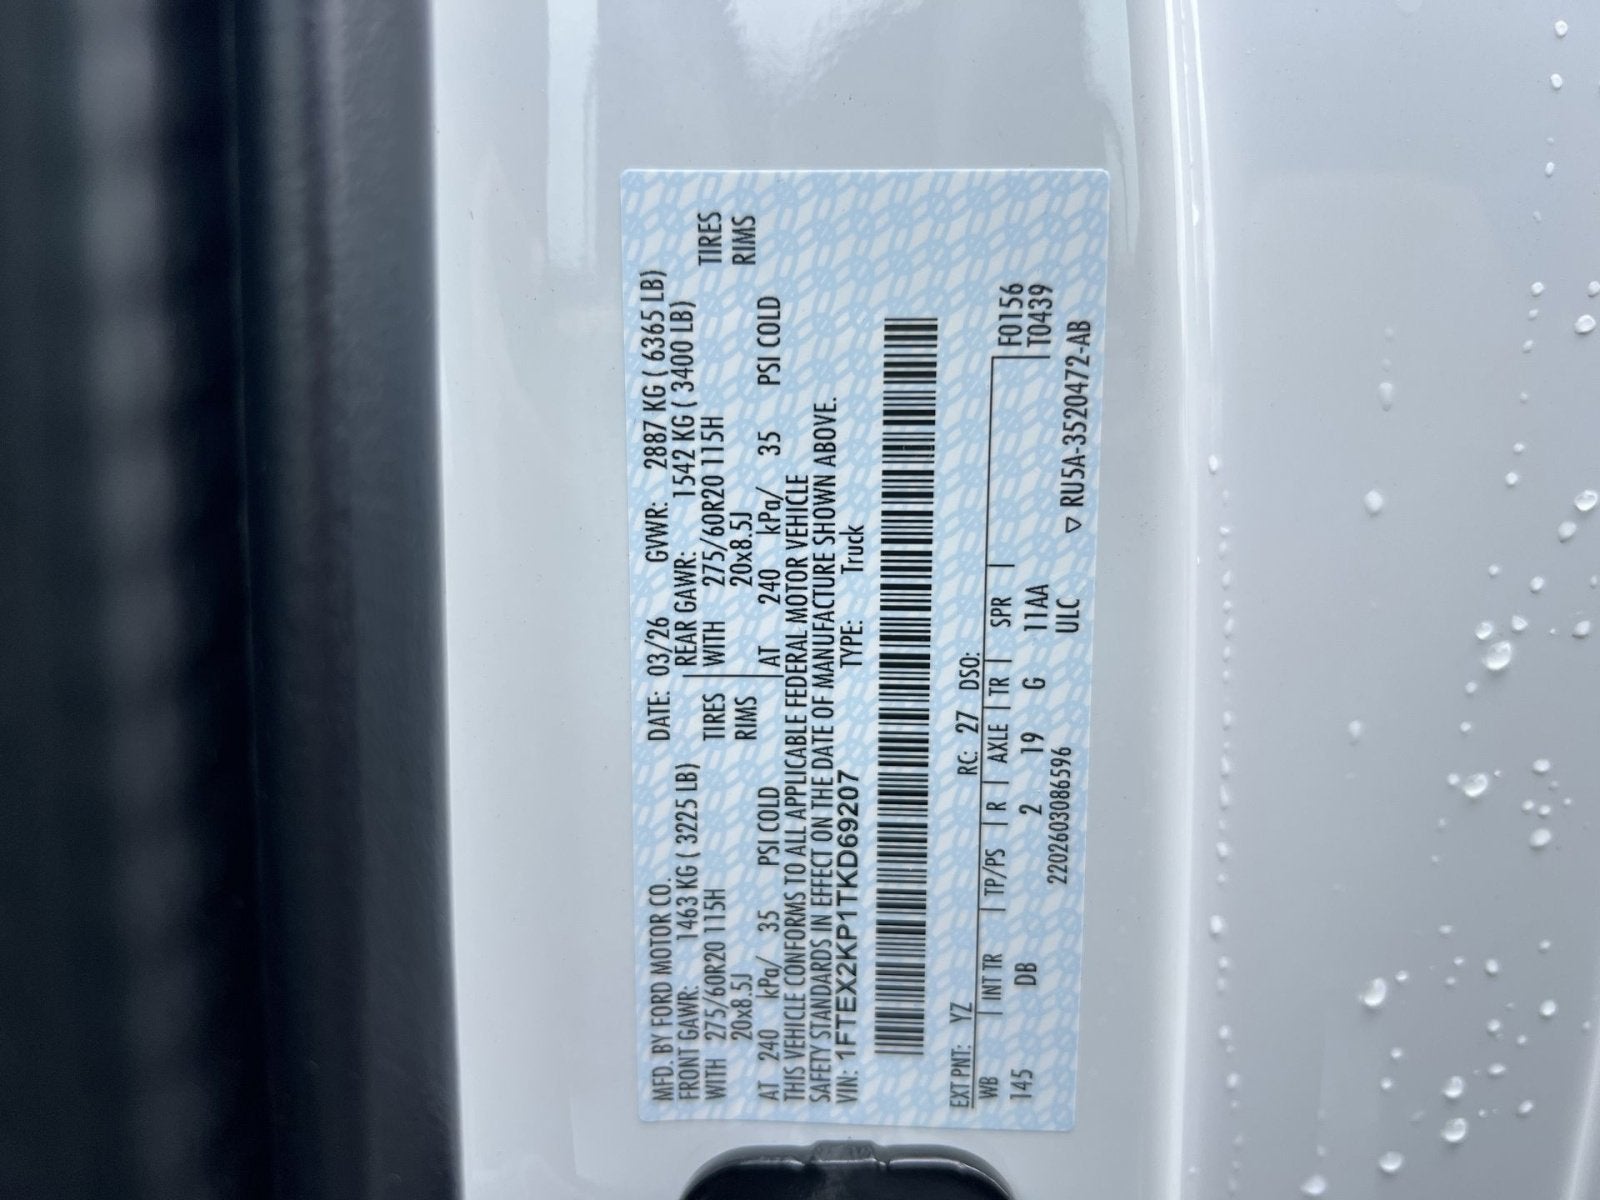 MFD. BY FORD MOTOR CO. DATE: 03/26 GVWR: 2887 KG ( 6365 LB)
FRONT GAWR: 1463 KG ( 3225 LB) REAR GAWR: 1542 KG ( 3400 LB)
WITH 275/60R20 115H TIRES WITH 275/60R20 115H TIRES
20x8.5J RIMS 20x8.5J RIMS
AT 240 kPa/ 35 PSI COLD AT 240 kPa/ 35 PSI COLD
THIS VEHICLE CONFORMS TO ALL APPLICABLE FEDERAL MOTOR VEHICLE
SAFETY STANDARDS IN EFFECT ON THE DATE OF MANUFACTURE SHOWN ABOVE.
VIN: 1FTEX2KP1TKD69207 TYPE: Truck
EXT PNT: YZ RC: 27 DSO:
WB INT TR TP/PS R AXLE TR SPR F0156
145 DB 2 19 G 11AA T0439
2202603086596 ULC
▽ RU5A-3520472-AB